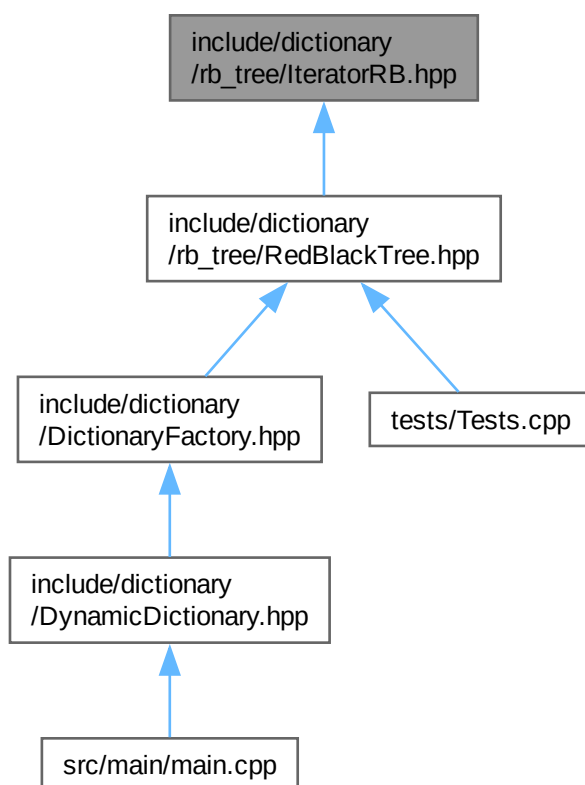 include/dictionary
/rb_tree/IteratorRB.hpp
include/dictionary
/rb_tree/RedBlackTree.hpp
include/dictionary
/DictionaryFactory.hpp
tests/Tests.cpp
include/dictionary
/DynamicDictionary.hpp
src/main/main.cpp